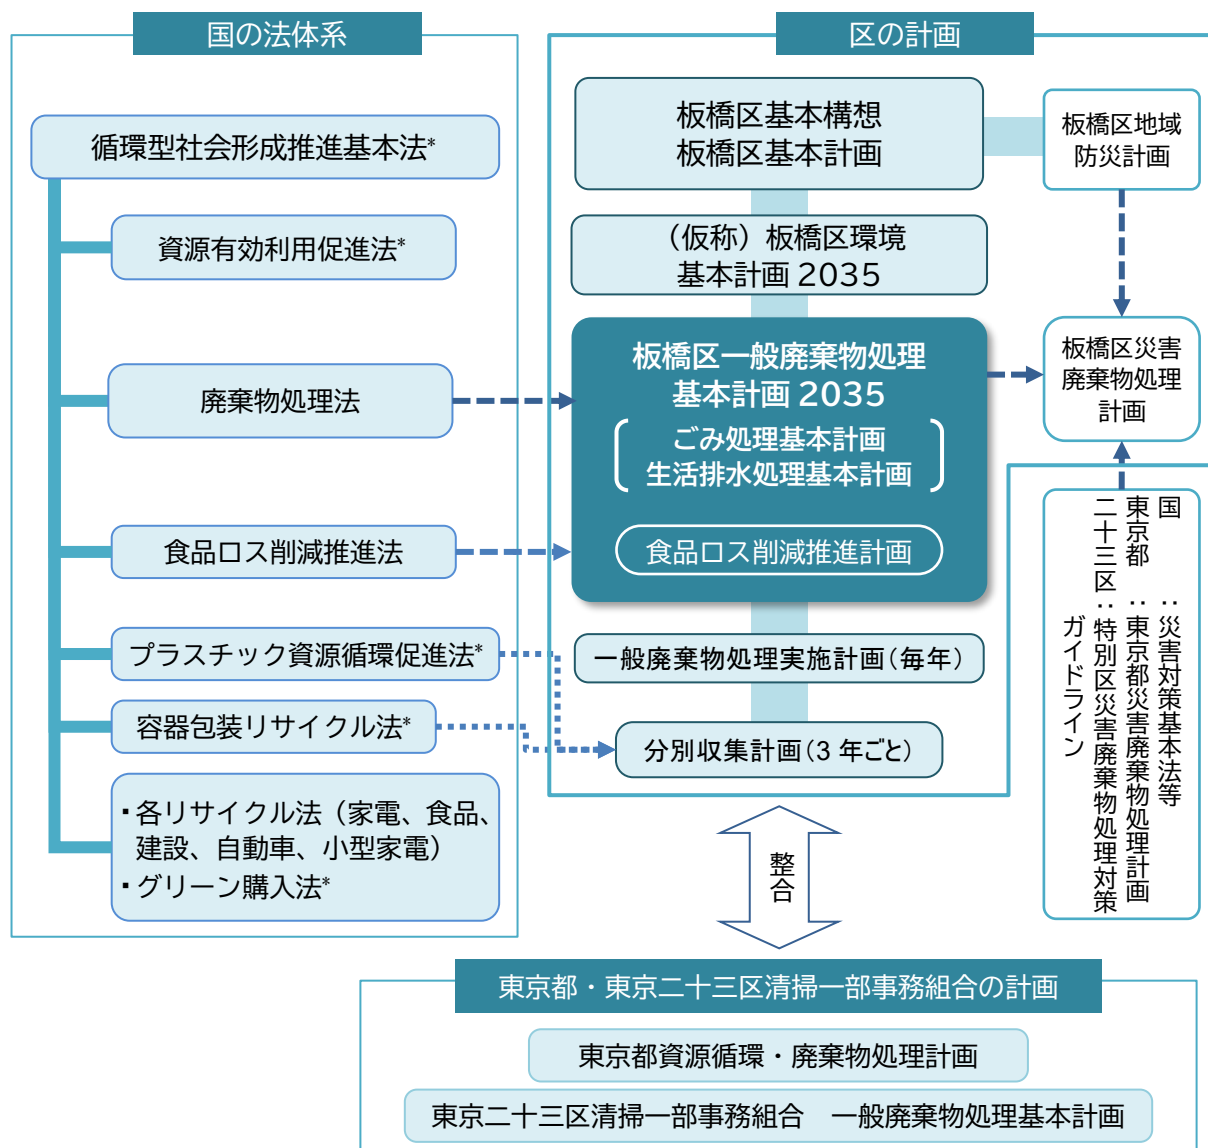 国の法体系
循環型社会形成推進基本法*
資源有効利用促進法*
廃棄物処理法
食品ロス削減推進法
プラスチック資源循環促進法*
容器包装リサイクル法*
・各リサイクル法（家電、食品、
建設、自動車、小型家電）
・グリーン購入法*
区の計画
板橋区基本構想
板橋区基本計画
（仮称）板橋区環境
基本計画 2035
板橋区一般廃棄物処理
基本計画 2035
ごみ処理基本計画
生活排水処理基本計画
食品ロス削減推進計画
一般廃棄物処理実施計画（毎年）
分別収集計画（3 年ごと）
板橋区地域
防災計画
板橋区災害
廃棄物処理
計画
国　　：災害対策基本法等
東京都　：東京都災害廃棄物処理計画
二十三区：特別区災害廃棄物処理対策
ガイドライン
整合
東京都・東京二十三区清掃一部事務組合の計画
東京都資源循環・廃棄物処理計画
東京二十三区清掃一部事務組合　一般廃棄物処理基本計画